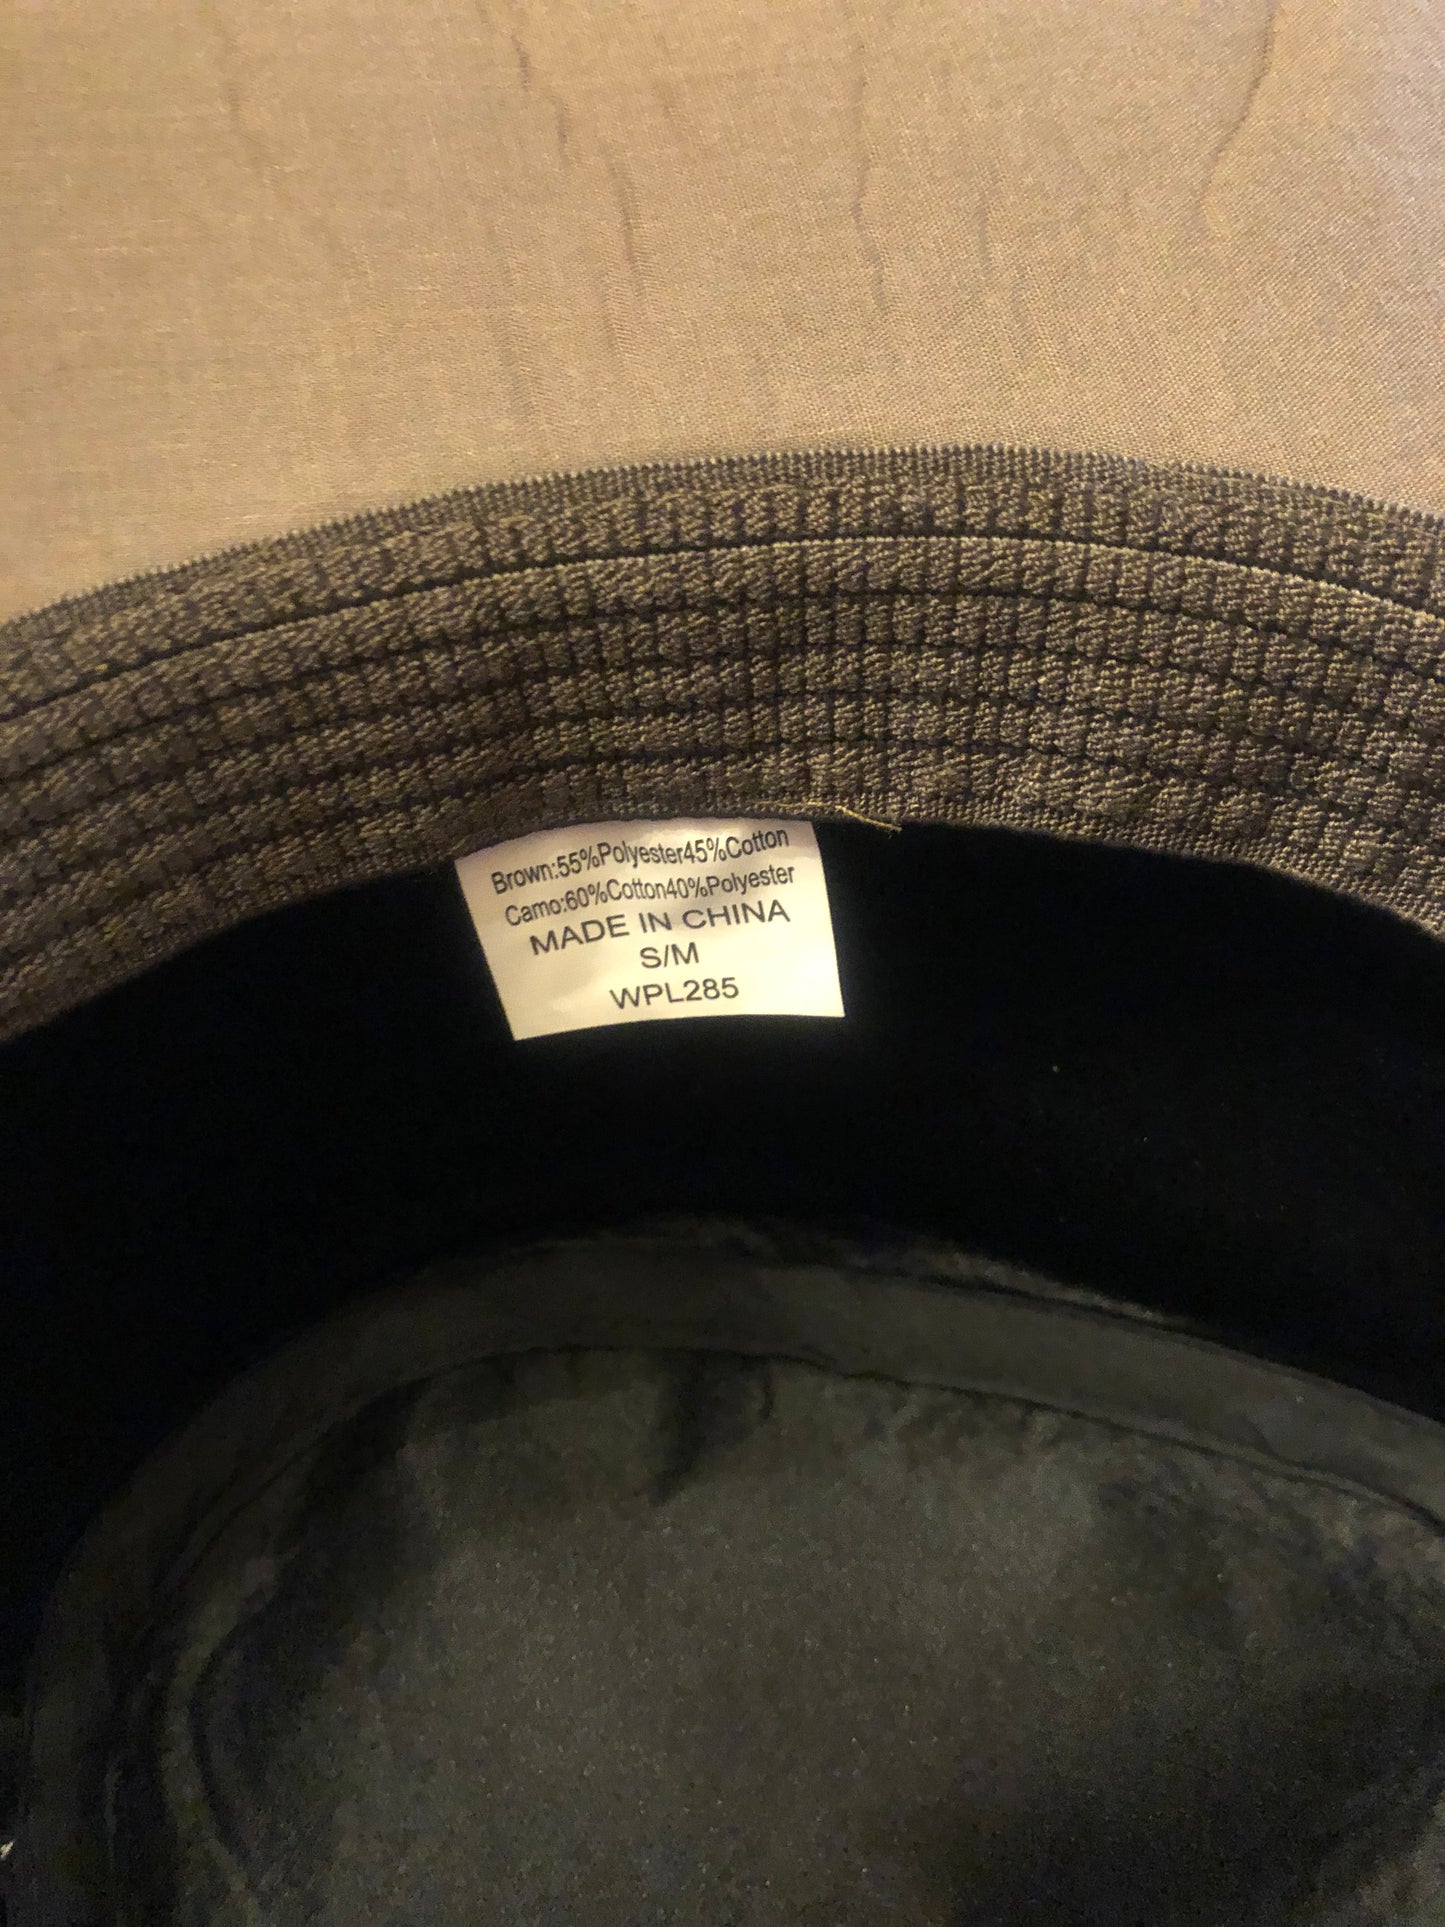 Brown:55%Polyester45%Cotton
Camo:60%Cotton40%Polyester
MADE IN CHINA
S/M
WPL285